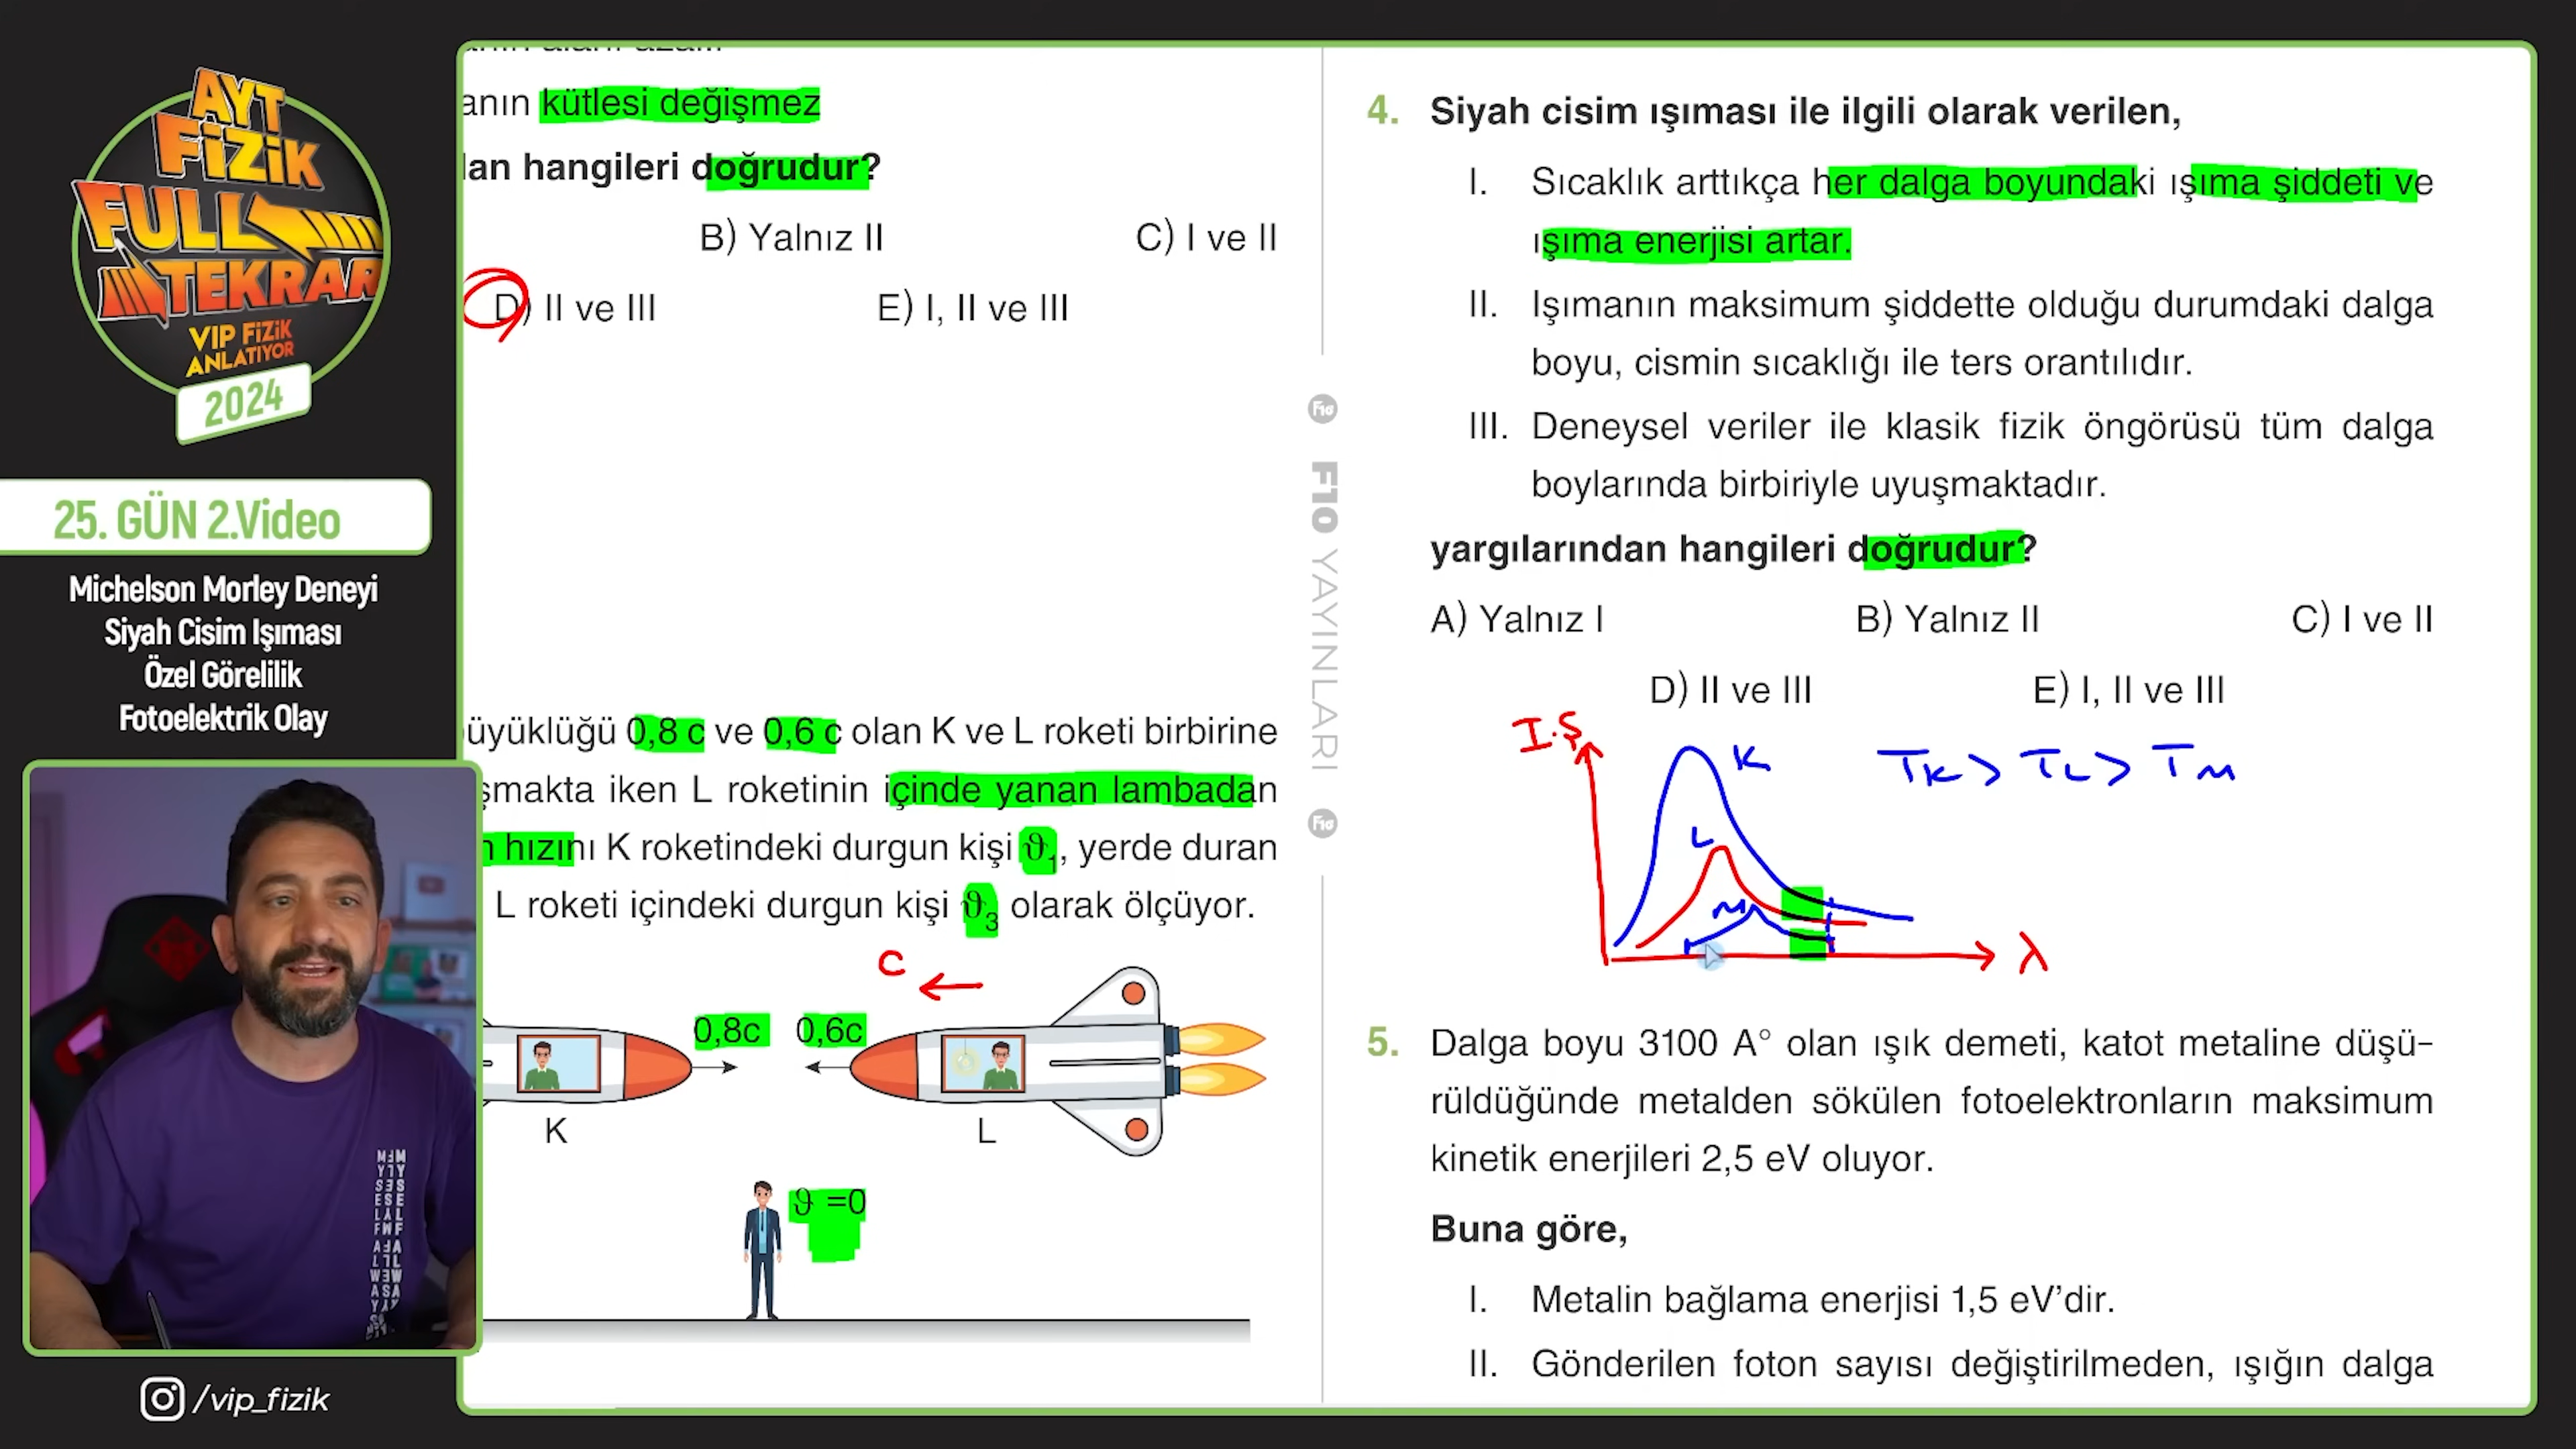 AYT
FİZİK
FULL
TEKRAR
VIP FİZİK
ANLATIYOR
2024
25. GÜN 2.Video
Michelson Morley Deneyi
Siyah Cisim Işıması
Özel Görelilik
Fotoelektrik Olay
/vip_fizik
anın kütlesi değişmez
lan hangileri doğrudur?
B) Yalnız II
C) I ve II
D) II ve III
E) I, II ve III
üyüklüğü 0,8 c ve 0,6 c olan K ve L roketi birbirine
şmakta iken L roketinin içinde yanan lambadan
n hızını K roketindeki durgun kişi ϑ1, yerde duran
L roketi içindeki durgun kişi ϑ3 olarak ölçüyor.
c
0,8c
0,6c
K
L
ϑ =0
F10 YAYINLARI
4. Siyah cisim ışıması ile ilgili olarak verilen,
I. Sıcaklık arttıkça her dalga boyundaki ışıma şiddeti ve
ışıma enerjisi artar.
II. Işımanın maksimum şiddette olduğu durumdaki dalga
boyu, cismin sıcaklığı ile ters orantılıdır.
III. Deneysel veriler ile klasik fizik öngörüsü tüm dalga
boylarında birbiriyle uyuşmaktadır.
yargılarından hangileri doğrudur?
A) Yalnız I
B) Yalnız II
C) I ve II
D) II ve III
E) I, II ve III
I.Ş
K
L
M
λ
TK > TL > TM
5. Dalga boyu 3100 A° olan ışık demeti, katot metaline düşü-
rüldüğünde metalden sökülen fotoelektronların maksimum
kinetik enerjileri 2,5 eV oluyor.
Buna göre,
I. Metalin bağlama enerjisi 1,5 eV'dir.
II. Gönderilen foton sayısı değiştirilmeden, ışığın dalga